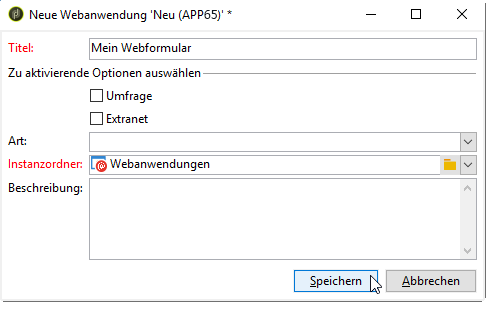 Neue Webanwendung 'Neu (APP65)' *
Titel: Mein Webformular
Zu aktivierende Optionen auswählen
Umfrage
Extranet
Art:
Instanzordner: Webanwendungen
Beschreibung:
Speichern Abbrechen